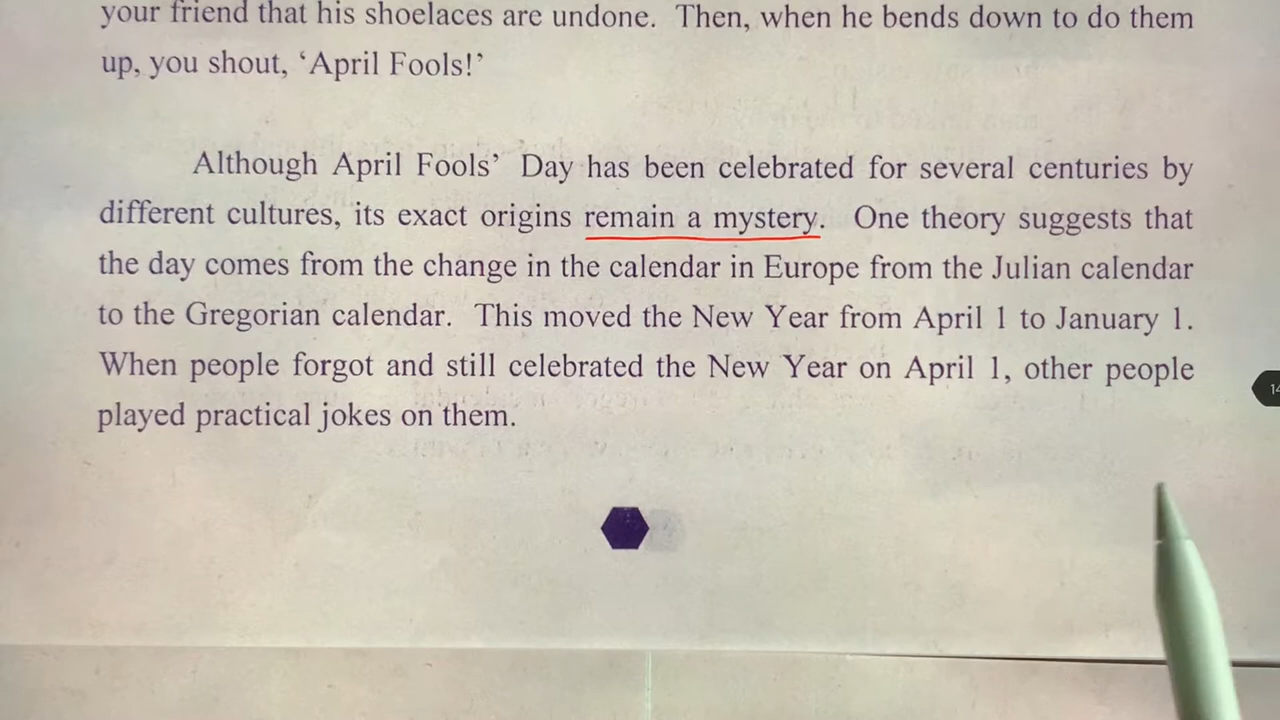 your friend that his shoelaces are undone. Then, when he bends down to do them
up, you shout, ‘April Fools!’
Although April Fools’ Day has been celebrated for several centuries by
different cultures, its exact origins remain a mystery. One theory suggests that
the day comes from the change in the calendar in Europe from the Julian calendar
to the Gregorian calendar. This moved the New Year from April 1 to January 1.
When people forgot and still celebrated the New Year on April 1, other people
played practical jokes on them.